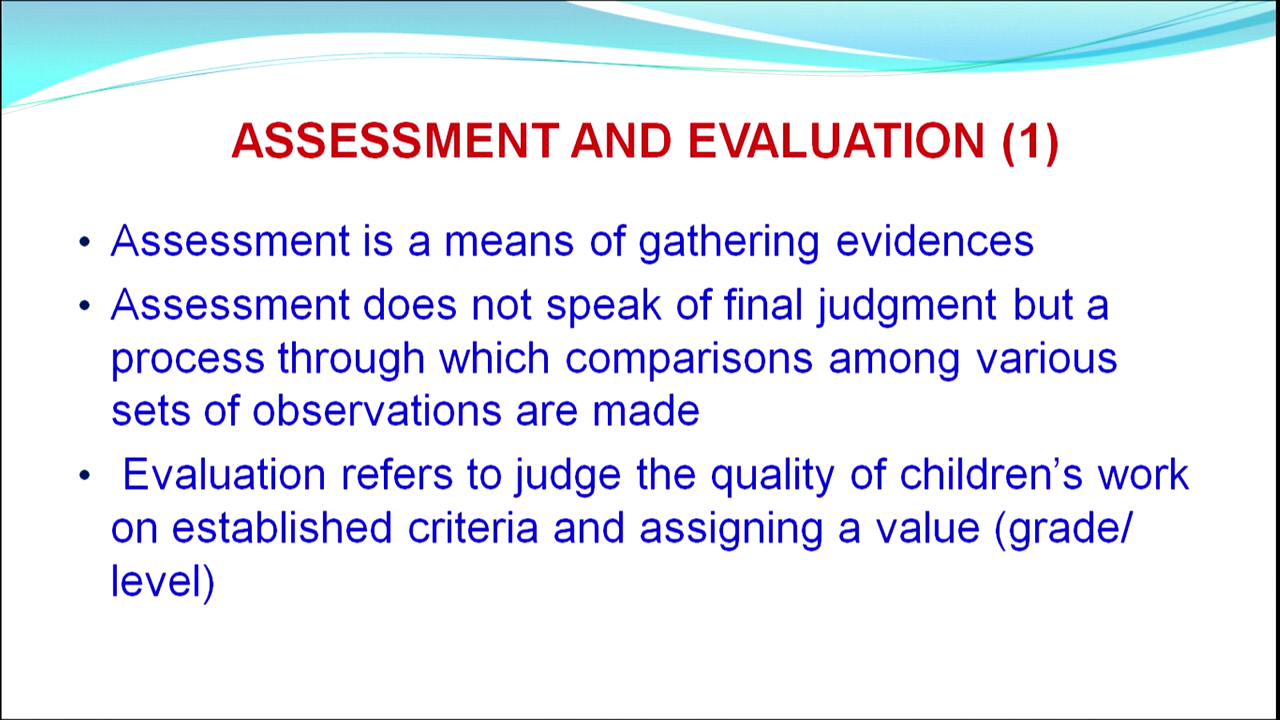 ASSESSMENT AND EVALUATION (1)
• Assessment is a means of gathering evidences
• Assessment does not speak of final judgment but a
process through which comparisons among various
sets of observations are made
• Evaluation refers to judge the quality of children’s work
on established criteria and assigning a value (grade/
level)